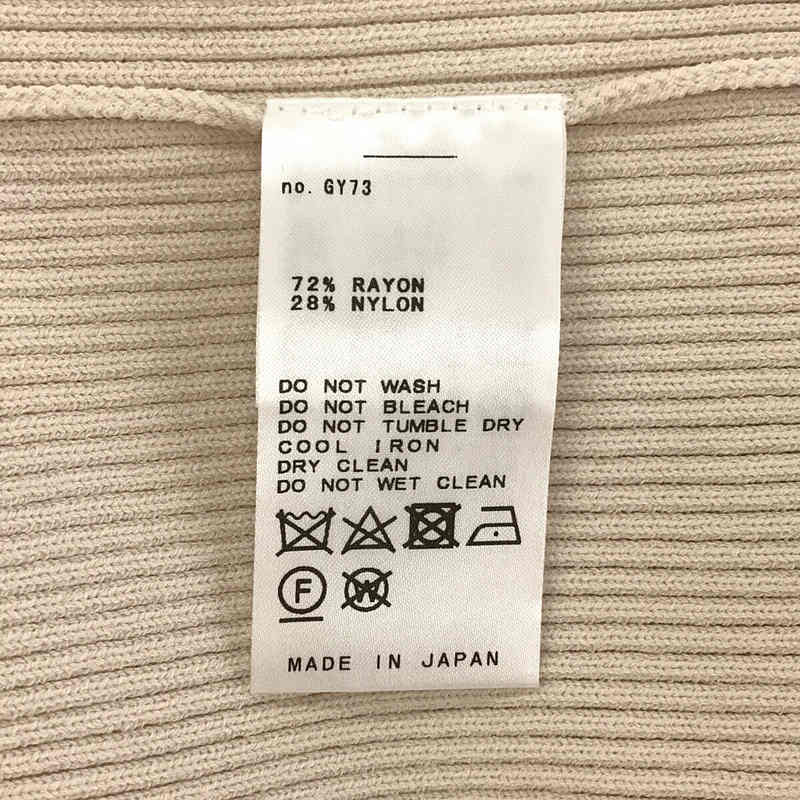 no. GY73
72% RAYON
28% NYLON
DO NOT WASH
DO NOT BLEACH
DO NOT TUMBLE DRY
COOL IRON
DRY CLEAN
DO NOT WET CLEAN
F W
MADE IN JAPAN